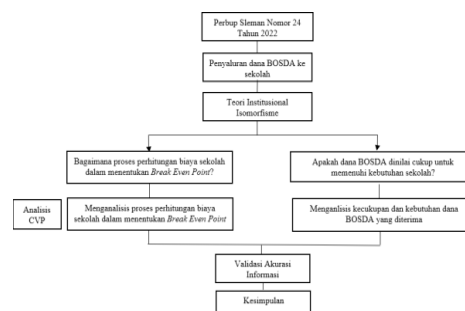 Perbup Sleman Nomor 24
Tahun 2022
Penyaluran dana BOSDA ke
sekolah
Teori Institusional
Isomorfisme
Bagaimana proses perhitungan biaya sekolah
dalam menentukan Break Even Point?
Apakah dana BOSDA dinilai cukup untuk
memenuhi kebutuhan sekolah?
Analisis
CVP
Menganalisis proses perhitungan biaya
sekolah dalam menentukan Break Even Point
Menganlisis kecukupan dan kebutuhan dana
BOSDA yang diterima
Validasi Akurasi
Informasi
Kesimpulan